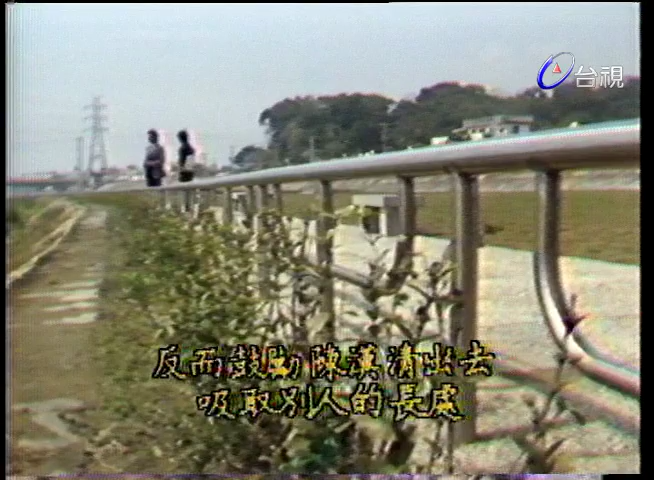 台視
反而鼓勵陳漢清出去
吸取別人的長處